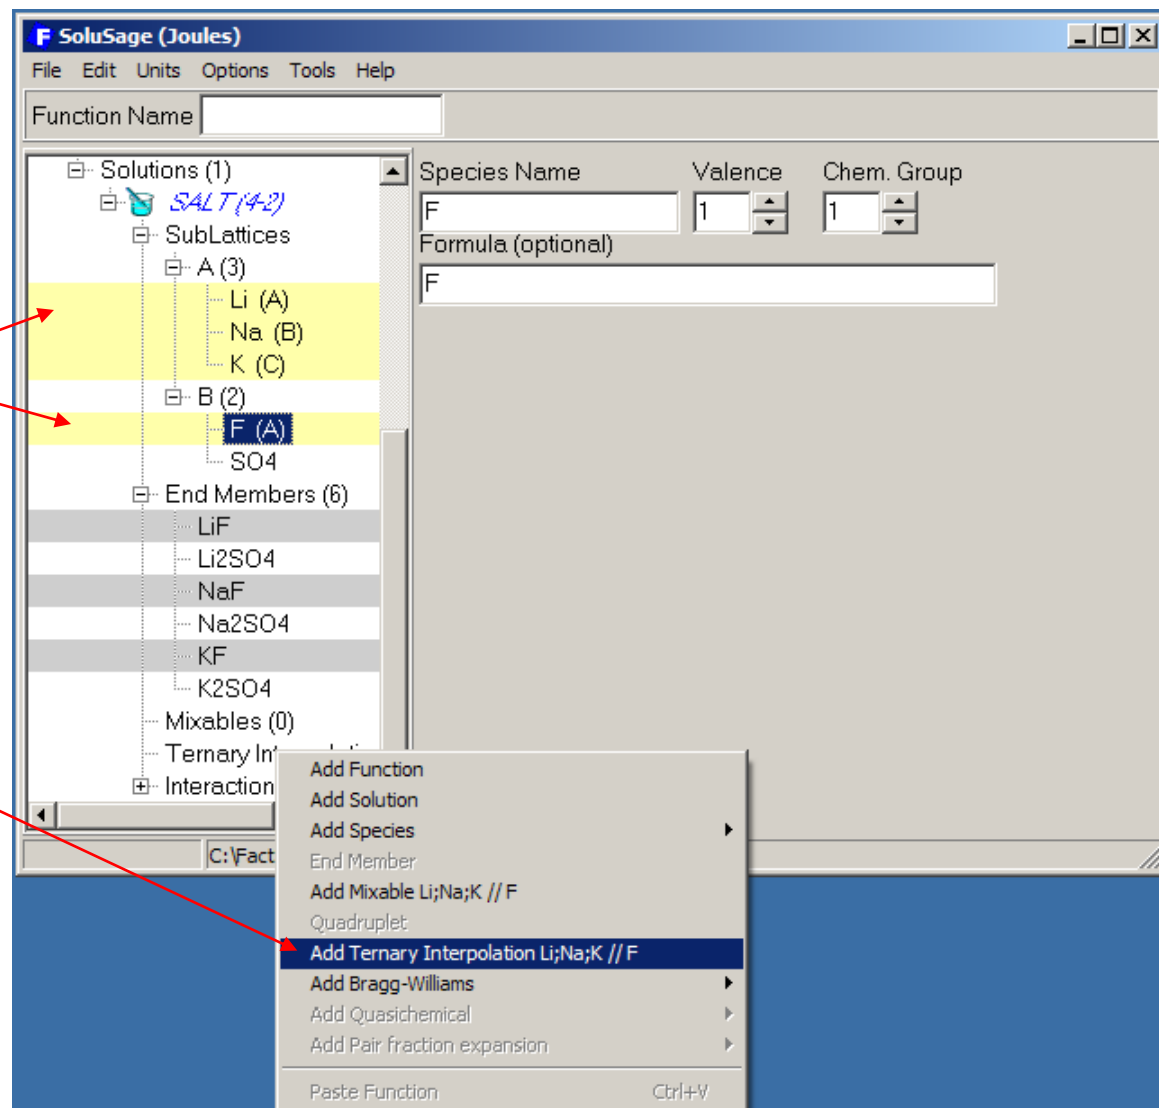 F SoluSage (Joules)
File Edit Units Options Tools Help
Function Name
Solutions (1)
SALT (4-2)
SubLattices
A (3)
Li (A)
Na (B)
K (C)
B (2)
F (A)
SO4
End Members (6)
LiF
Li2SO4
NaF
Na2SO4
KF
K2SO4
Mixables (0)
Ternary
Interaction
C:\Fact
Species Name Valence Chem. Group
F 1 1
Formula (optional)
F
Add Function
Add Solution
Add Species
End Member
Add Mixable Li;Na;K // F
Quadruplet
Add Ternary Interpolation Li;Na;K // F
Add Bragg-Williams
Add Quasichemical
Add Pair fraction expansion
Paste Function Ctrl+V